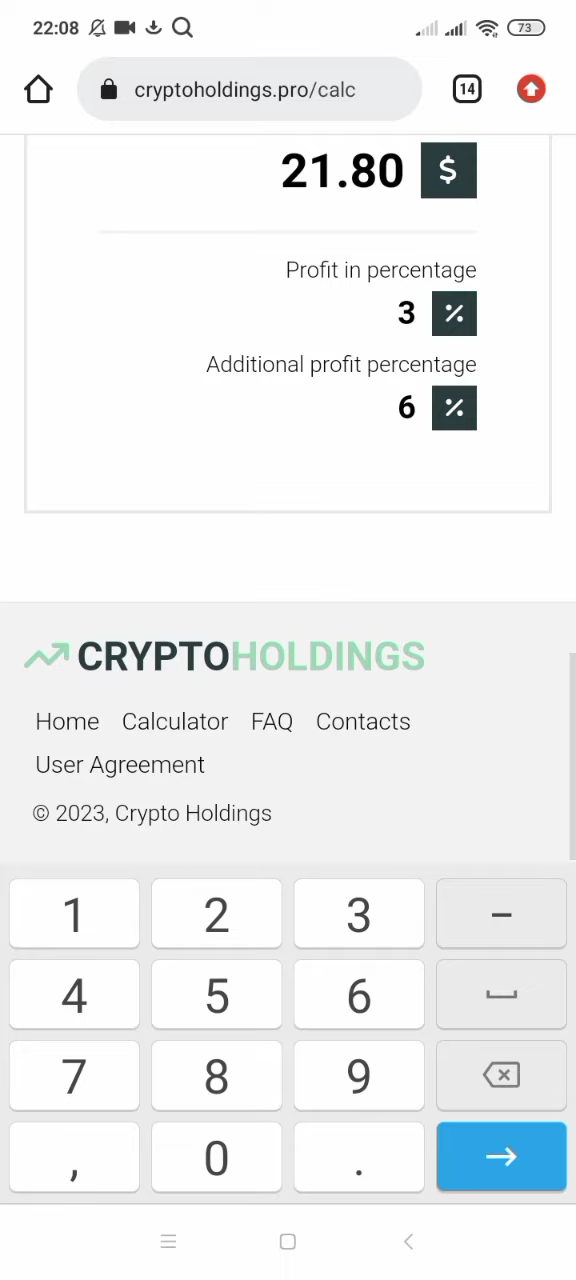 22:08 73
cryptoholdings.pro/calc 14
21.80 $
Profit in percentage
3 %
Additional profit percentage
6 %
CRYPTOHOLDINGS
Home Calculator FAQ Contacts
User Agreement
© 2023, Crypto Holdings
1 2 3 -
4 5 6
7 8 9
, 0 .